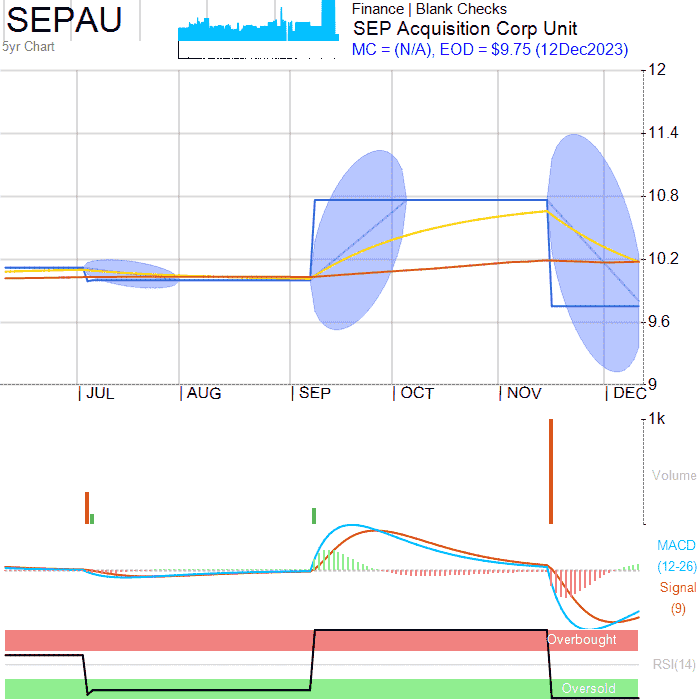 SEPAU
5yr Chart
Finance | Blank Checks
SEP Acquisition Corp Unit
MC = (N/A), EOD = $9.75 (12Dec2023)
12
11.4
10.8
10.2
9.6
9
| JUL | AUG | SEP | OCT | NOV | DEC
1k
Volume
MACD
(12-26)
Signal
(9)
Overbought
RSI(14)
Oversold